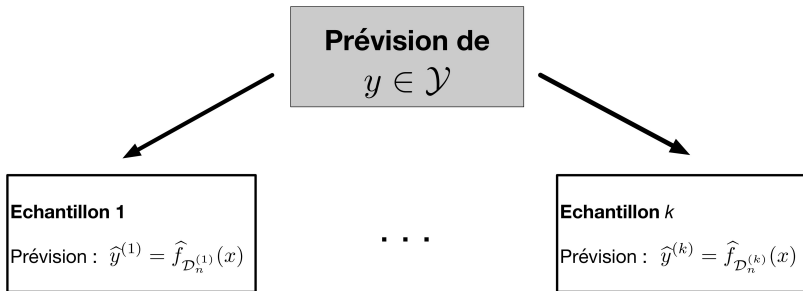 Prévision de
y ∈ 𝒴
Echantillon 1
Prévision : ŷ⁽¹⁾ = f̂_{𝒟ₙ⁽¹⁾}(x)
. . .
Echantillon k
Prévision : ŷ⁽ᵏ⁾ = f̂_{𝒟ₙ⁽ᵏ⁾}(x)